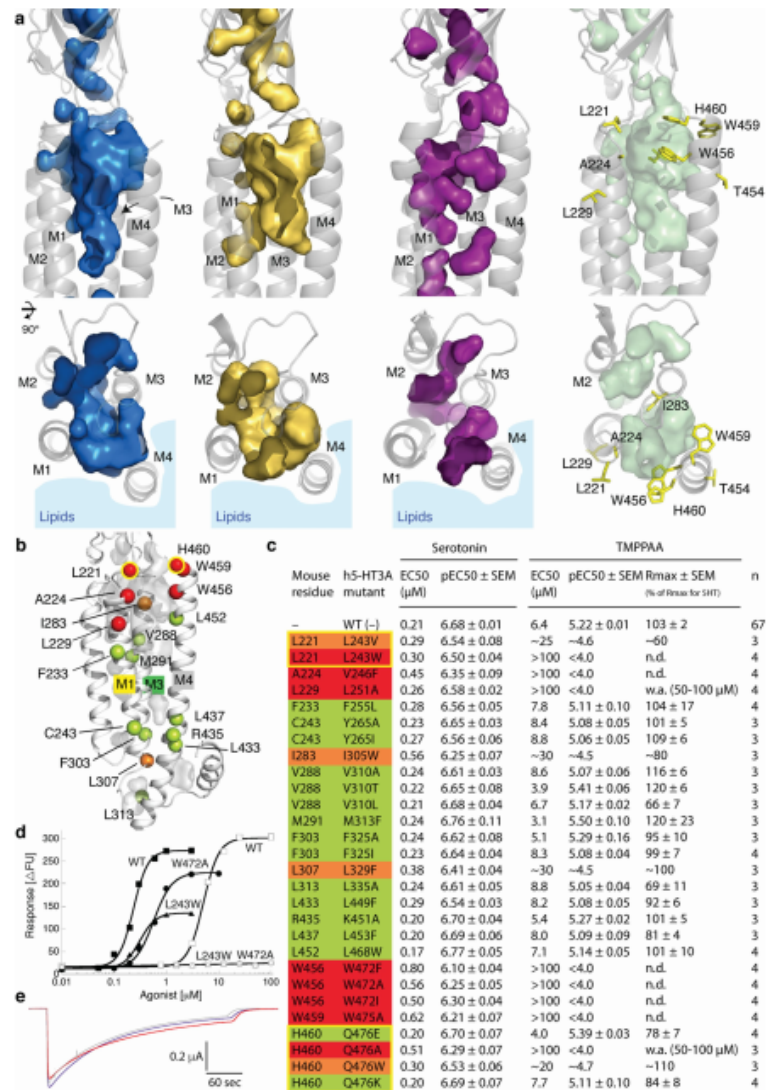 a
L221
H460
W459
A224
W456
T454
L229
M3
M1
M4
M2
M1
M4
M2
M3
M3
M1
M4
M2
90°
M2
M3
M4
M1
Lipids
M2
M3
M4
M1
Lipids
M2
M3
M4
M1
Lipids
M2
I283
A224
W459
L229
L221
T454
W456
H460
b
H460
L221
W459
A224
W456
I283
L452
L229
V288
F233
M291
M1
M3
M4
C243
L437
R435
F303
L433
L307
L313
c
Serotonin TMPPAA
Mouse residue h5-HT3A mutant EC50 (µM) pEC50 ± SEM EC50 (µM) pEC50 ± SEM Rmax ± SEM (% of Rmax for 5HT) n
– WT (–) 0.21 6.68 ± 0.01 6.4 5.22 ± 0.01 103 ± 2 67
L221 L243V 0.29 6.54 ± 0.08 ~25 ~4.6 ~60 3
L221 L243W 0.30 6.50 ± 0.04 >100 <4.0 n.d. 4
A224 V246F 0.45 6.35 ± 0.09 >100 <4.0 n.d. 4
L229 L251A 0.26 6.58 ± 0.02 >100 <4.0 w.a. (50-100 µM) 3
F233 F255L 0.28 6.56 ± 0.05 7.8 5.11 ± 0.10 104 ± 17 4
C243 Y265A 0.23 6.65 ± 0.03 8.4 5.08 ± 0.05 101 ± 5 3
C243 Y265I 0.27 6.56 ± 0.06 8.8 5.06 ± 0.05 109 ± 6 3
I283 I305W 0.56 6.25 ± 0.07 ~30 ~4.5 ~80 3
V288 V310A 0.24 6.61 ± 0.03 8.6 5.07 ± 0.06 116 ± 6 3
V288 V310T 0.22 6.65 ± 0.08 3.9 5.41 ± 0.06 120 ± 6 3
V288 V310L 0.21 6.68 ± 0.04 6.7 5.17 ± 0.02 66 ± 7 3
M291 M313F 0.24 6.76 ± 0.11 3.1 5.50 ± 0.10 120 ± 23 3
F303 F325A 0.24 6.62 ± 0.08 5.1 5.29 ± 0.16 95 ± 10 3
F303 F325I 0.23 6.64 ± 0.04 8.3 5.08 ± 0.04 99 ± 7 4
L307 L329F 0.38 6.41 ± 0.04 ~30 ~4.5 ~100 3
L313 L335A 0.24 6.61 ± 0.05 8.8 5.05 ± 0.04 69 ± 11 3
L433 L449F 0.29 6.54 ± 0.03 8.2 5.08 ± 0.05 92 ± 6 3
R435 K451A 0.20 6.70 ± 0.04 5.4 5.27 ± 0.02 101 ± 5 3
L437 L453F 0.20 6.69 ± 0.06 8.0 5.09 ± 0.09 81 ± 4 3
L452 L468W 0.17 6.77 ± 0.05 7.1 5.14 ± 0.05 101 ± 10 4
W456 W472F 0.80 6.10 ± 0.04 >100 <4.0 n.d. 4
W456 W472A 0.56 6.25 ± 0.05 >100 <4.0 n.d. 4
W456 W472I 0.50 6.30 ± 0.04 >100 <4.0 n.d. 4
W459 W475A 0.62 6.21 ± 0.07 >100 <4.0 n.d. 4
H460 Q476E 0.20 6.70 ± 0.07 4.0 5.39 ± 0.03 78 ± 7 4
H460 Q476A 0.51 6.29 ± 0.07 >100 <4.0 w.a. (50-100 µM) 3
H460 Q476W 0.30 6.53 ± 0.06 ~20 ~4.7 ~110 3
H460 Q476K 0.20 6.69 ± 0.07 7.7 5.11 ± 0.10 84 ± 8 4
d
Response [△FU]
300
250
200
150
100
50
0
WT
WT
W472A
L243W
L243W W472A
0.01 0.1 1 10 100
Agonist [µM]
e
0.2 µA
60 sec